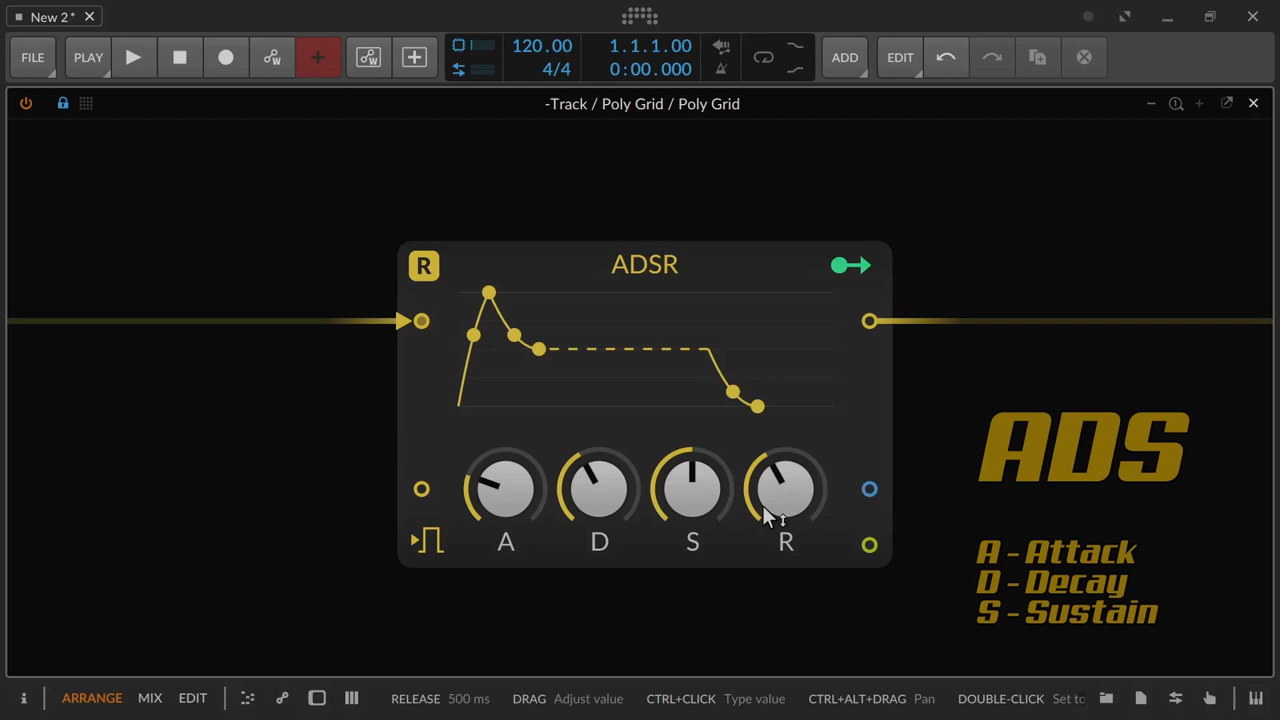 New 2*
FILE
PLAY
120.00
4/4
1.1.1.00
0:00.000
ADD
EDIT
-Track / Poly Grid / Poly Grid
R
ADSR
A
D
S
R
ADS
A - Attack
D - Decay
S - Sustain
ARRANGE MIX EDIT RELEASE 500 ms DRAG Adjust value CTRL+CLICK Type value CTRL+ALT+DRAG Pan DOUBLE-CLICK Set to